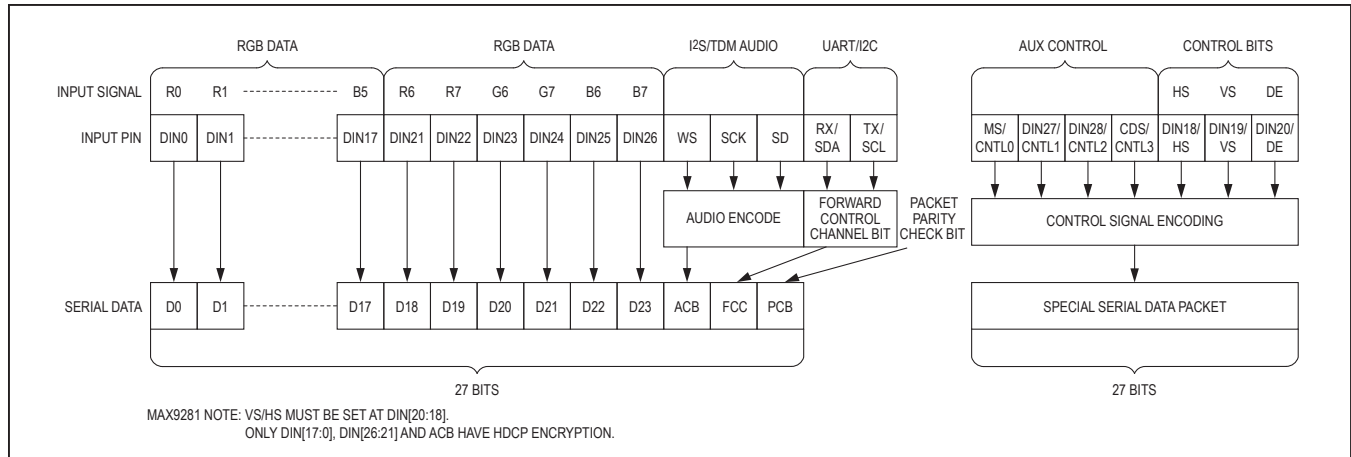 RGB DATA RGB DATA I²S/TDM AUDIO UART/I2C AUX CONTROL CONTROL BITS
INPUT SIGNAL R0 R1 B5 R6 R7 G6 G7 B6 B7 HS VS DE
INPUT PIN DIN0 DIN1 DIN17 DIN21 DIN22 DIN23 DIN24 DIN25 DIN26 WS SCK SD RX/ TX/ MS/ DIN27/ DIN28/ CDS/ DIN18/ DIN19/ DIN20/
SDA SCL CNTL0 CNTL1 CNTL2 CNTL3 HS VS DE
AUDIO ENCODE
FORWARD
CONTROL
CHANNEL BIT
PACKET
PARITY
CHECK BIT
CONTROL SIGNAL ENCODING
SERIAL DATA D0 D1 D17 D18 D19 D20 D21 D22 D23 ACB FCC PCB SPECIAL SERIAL DATA PACKET
27 BITS 27 BITS
MAX9281 NOTE: VS/HS MUST BE SET AT DIN[20:18].
ONLY DIN[17:0], DIN[26:21] AND ACB HAVE HDCP ENCRYPTION.